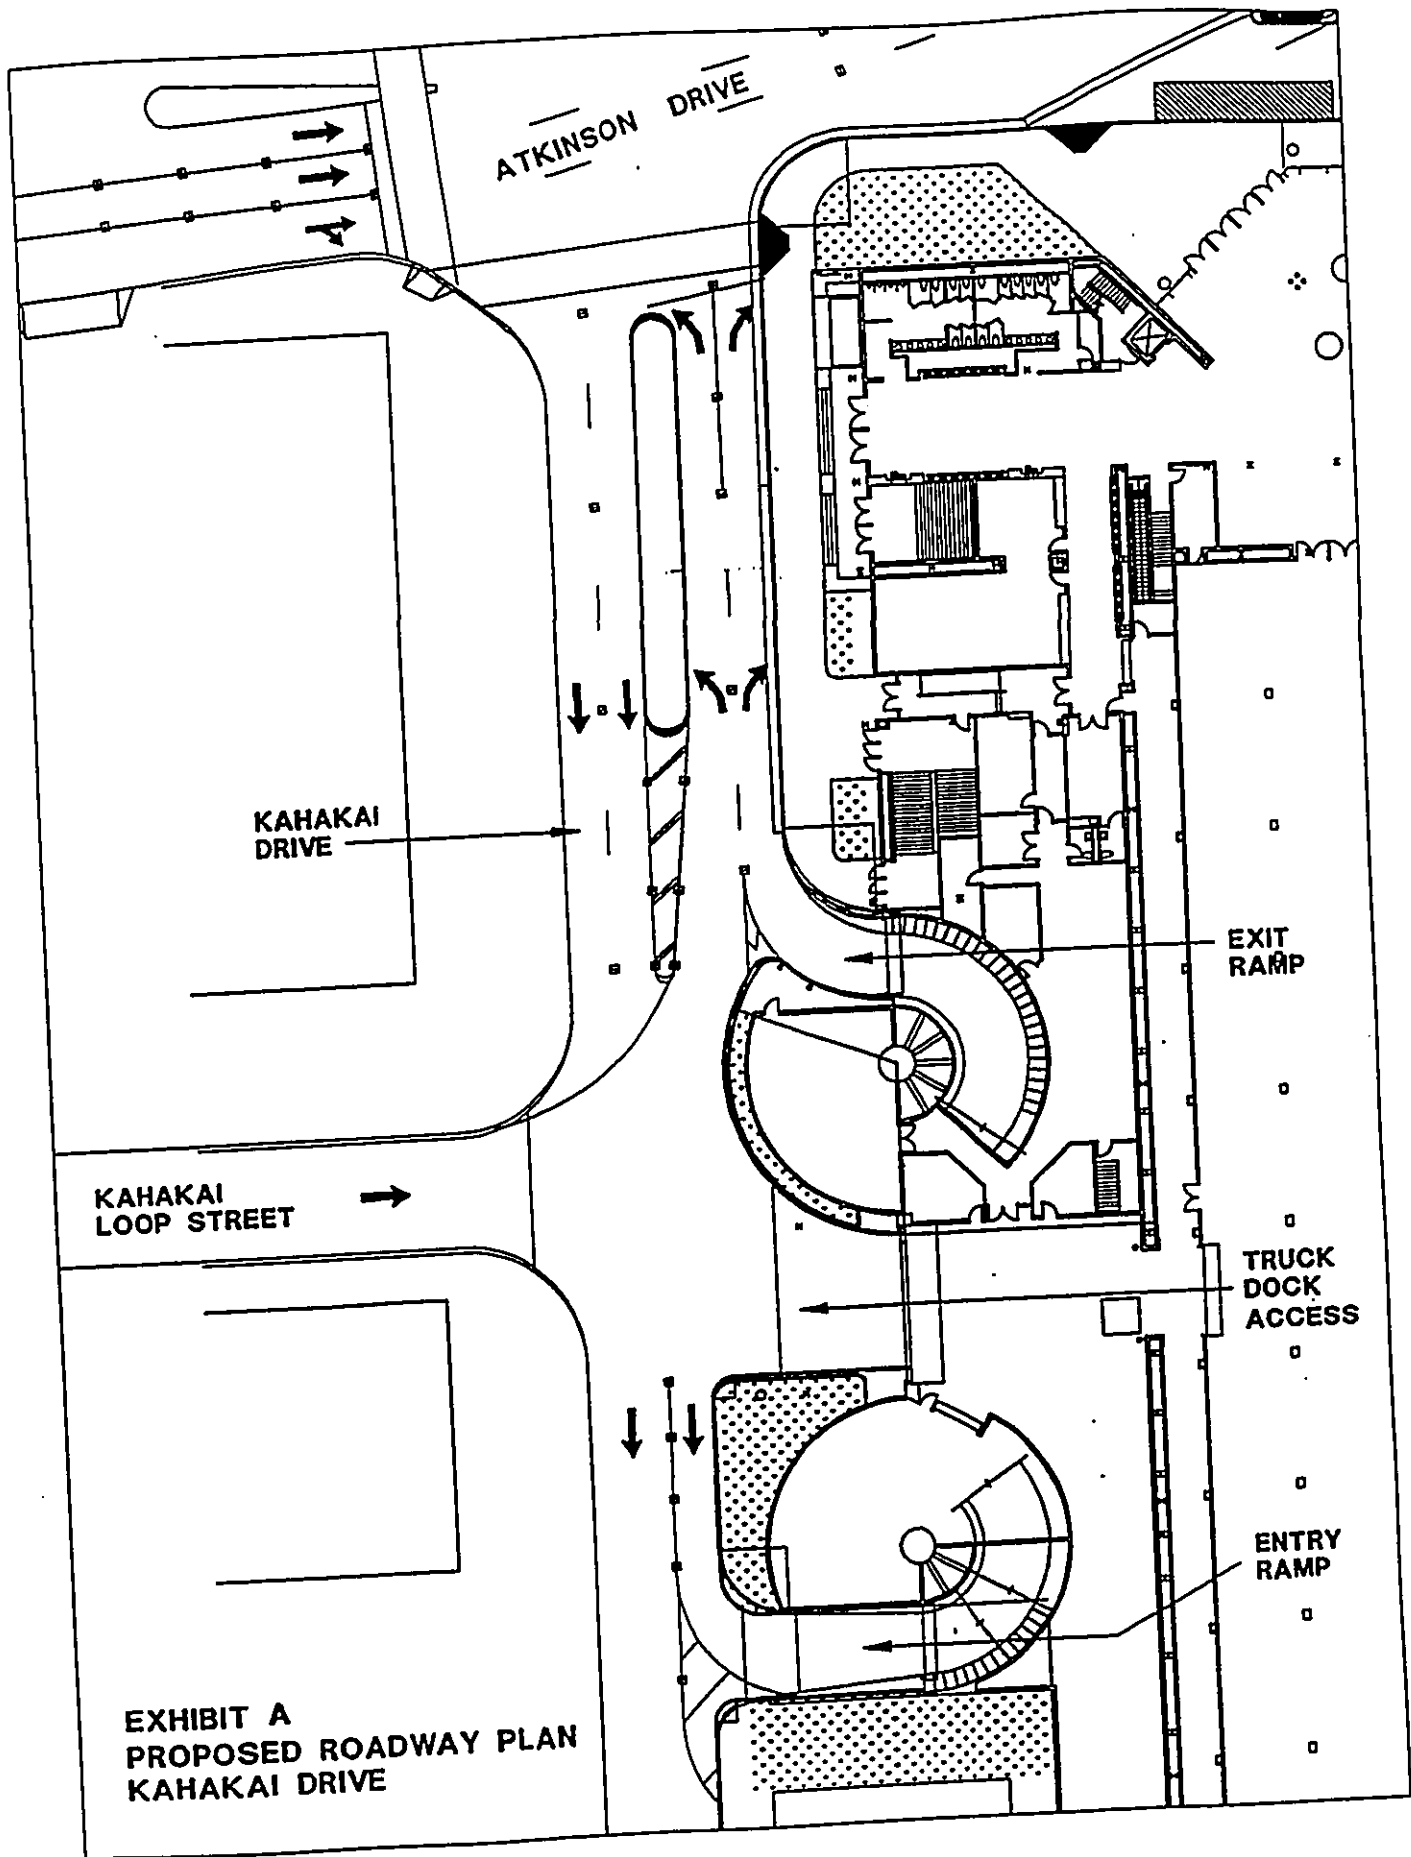 ATKINSON DRIVE
KAHAKAI
DRIVE
EXIT
RAMP
KAHAKAI
LOOP STREET
TRUCK
DOCK
ACCESS
ENTRY
RAMP
EXHIBIT A
PROPOSED ROADWAY PLAN
KAHAKAI DRIVE